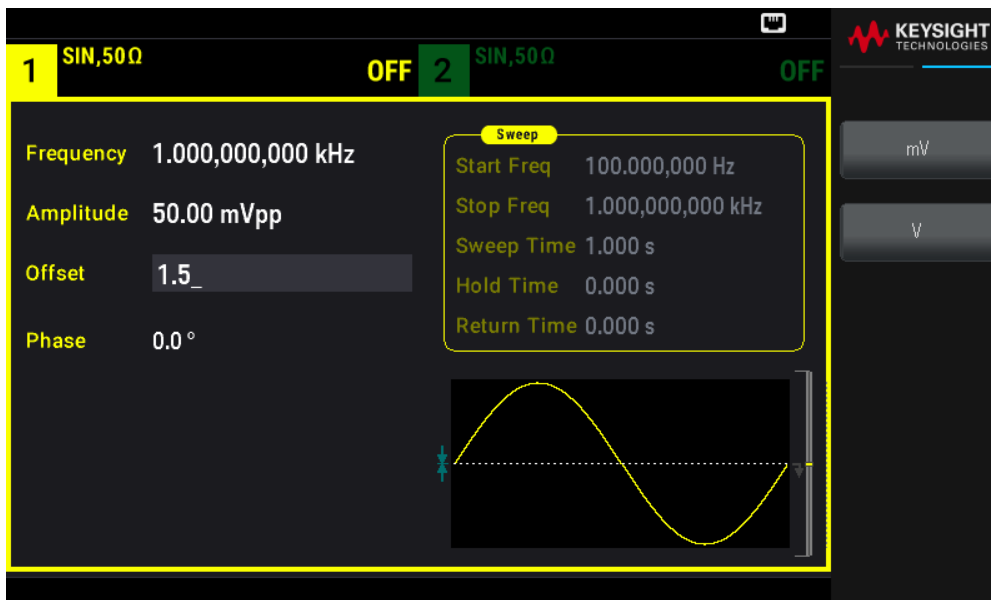 KEYSIGHT
TECHNOLOGIES
1 SIN,50Ω OFF
2 SIN,50Ω OFF
Frequency 1.000,000,000 kHz
Amplitude 50.00 mVpp
Offset 1.5_
Phase 0.0 °
Sweep
Start Freq 100.000,000 Hz
Stop Freq 1.000,000,000 kHz
Sweep Time 1.000 s
Hold Time 0.000 s
Return Time 0.000 s
mV
V